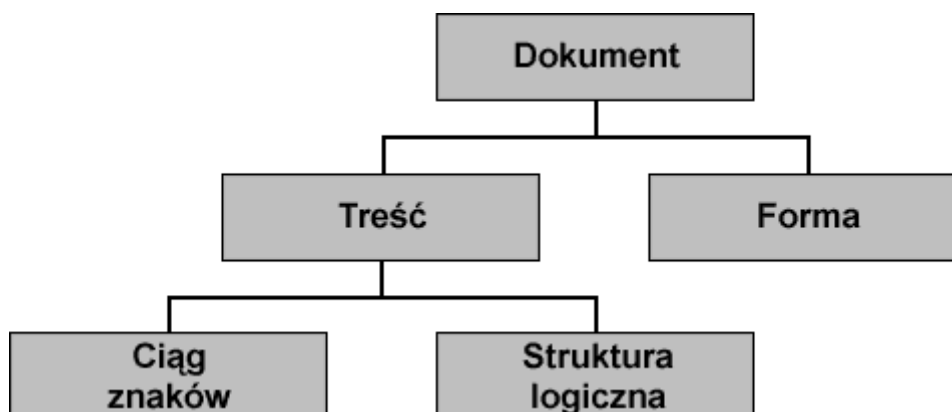 Dokument
Treść
Forma
Ciąg
znaków
Struktura
logiczna